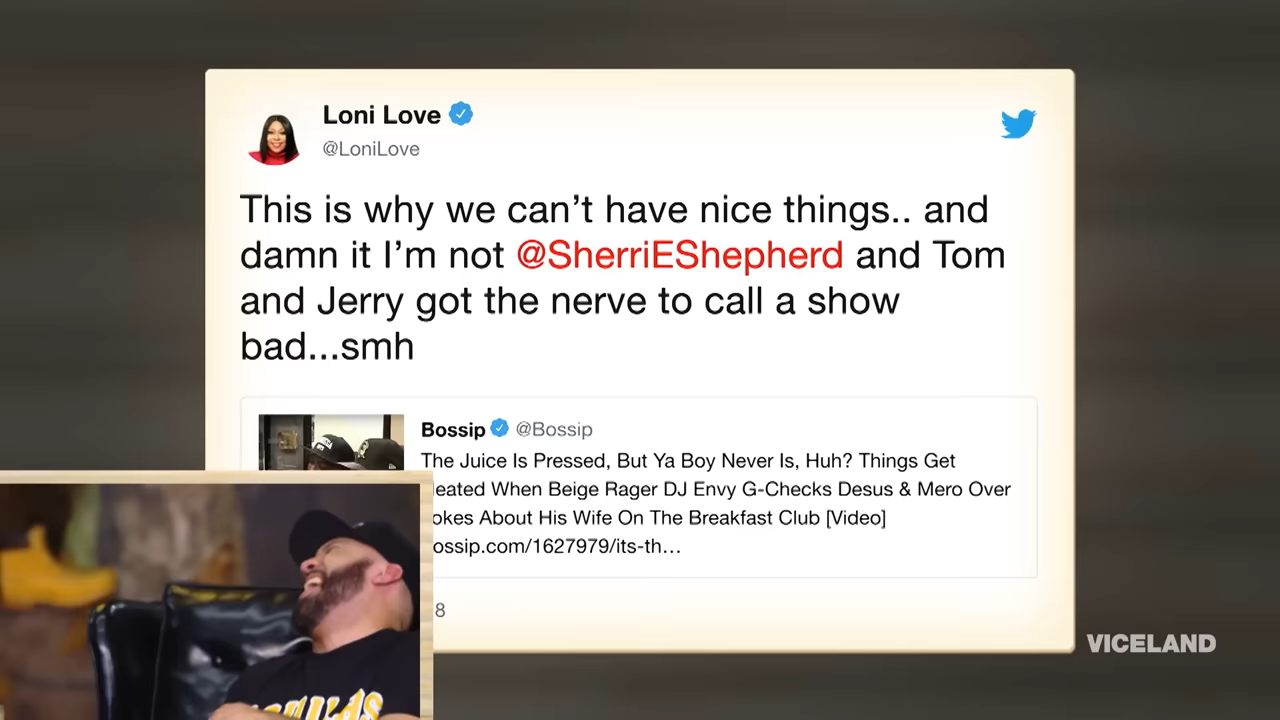 Loni Love
@LoniLove
This is why we can’t have nice things.. and
damn it I’m not @SherriEShepherd and Tom
and Jerry got the nerve to call a show
bad...smh
Bossip @Bossip
The Juice Is Pressed, But Ya Boy Never Is, Huh? Things Get
eated When Beige Rager DJ Envy G-Checks Desus & Mero Over
okes About His Wife On The Breakfast Club [Video]
ossip.com/1627979/its-th…
8
VICELAND